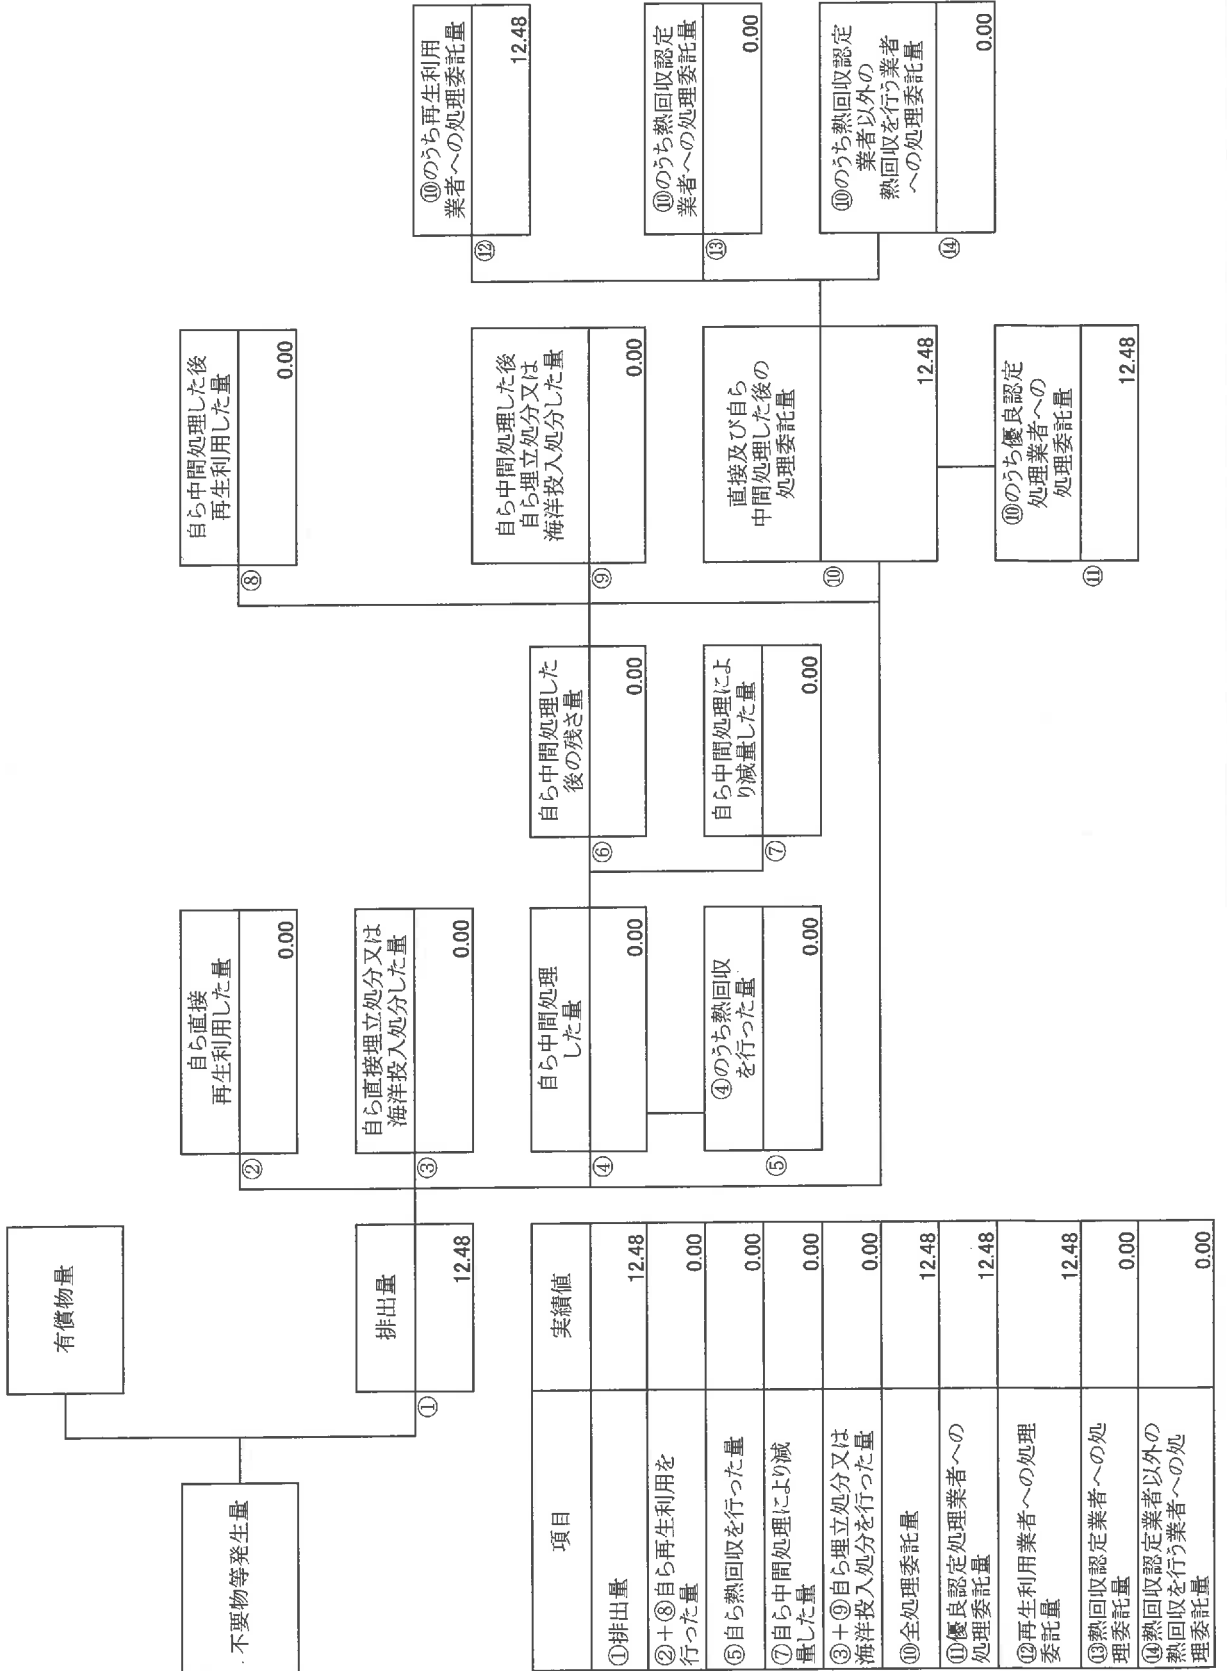 不要物等発生量
有償物量
排出量
①
12.48
自ら直接
再生利用した量
②
0.00
自ら直接埋立処分又は
海洋投入処分した量
③
0.00
自ら中間処理
した量
④
0.00
④のうち熱回収
を行った量
⑤
0.00
自ら中間処理した
後の残さ量
⑥
0.00
自ら中間処理によ
り減量した量
⑦
0.00
自ら中間処理した後
再生利用した量
⑧
0.00
自ら中間処理した後
自ら埋立処分又は
海洋投入処分した量
⑨
0.00
直接及び自ら
中間処理した後の
処理委託量
⑩
12.48
⑩のうち優良認定
処理業者への
処理委託量
⑪
12.48
⑩のうち再生利用
業者への処理委託量
⑫
12.48
⑩のうち熱回収認定
業者への処理委託量
⑬
0.00
⑩のうち熱回収認定
業者以外の
熱回収を行う業者
への処理委託量
⑭
0.00
項目 実績値
①排出量 12.48
②+⑧自ら再生利用を
行った量 0.00
⑤自ら熱回収を行った量 0.00
⑦自ら中間処理により減
量した量 0.00
③+⑨自ら埋立処分又は
海洋投入処分を行った量 0.00
⑩全処理委託量 12.48
⑪優良認定処理業者への
処理委託量 12.48
⑫再生利用業者への処理
委託量 12.48
⑬熱回収認定業者への処
理委託量 0.00
⑭熱回収認定業者以外の
熱回収を行う業者への処
理委託量 0.00